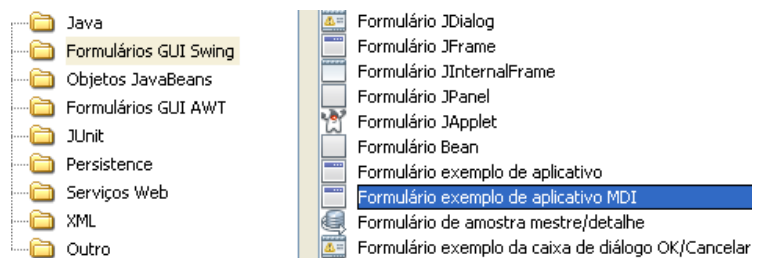 Java
Formulários GUI Swing
Objetos JavaBeans
Formulários GUI AWT
JUnit
Persistence
Serviços Web
XML
Outro
Formulário JDialog
Formulário JFrame
Formulário JInternalFrame
Formulário JPanel
Formulário JApplet
Formulário Bean
Formulário exemplo de aplicativo
Formulário exemplo de aplicativo MDI
Formulário de amostra mestre/detalhe
Formulário exemplo da caixa de diálogo OK/Cancelar